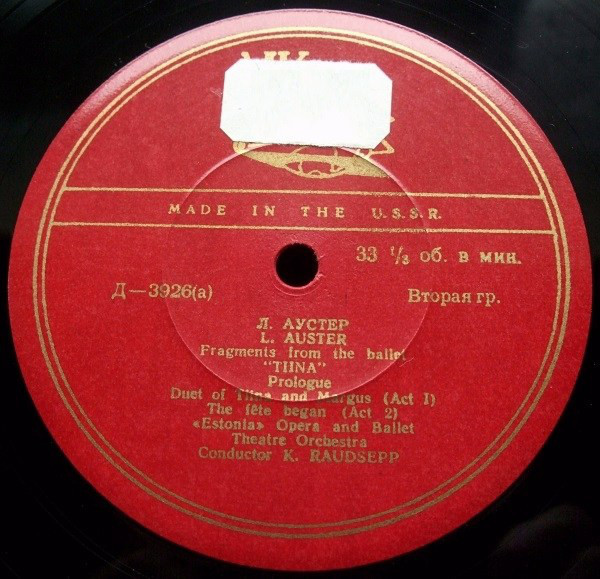 MADE IN THE U.S.S.R.
33 ⅓ об. в мин.
Д—3926(а)
Вторая гр.
Л. АУСТЕР
L. AUSTER
Fragments from the ballet
"TIINA"
Prologue
Duet of Tiina and Margus (Act I)
The fête began (Act 2)
«Estonia» Opera and Ballet
Theatre Orchestra
Conductor K. RAUDSEPP